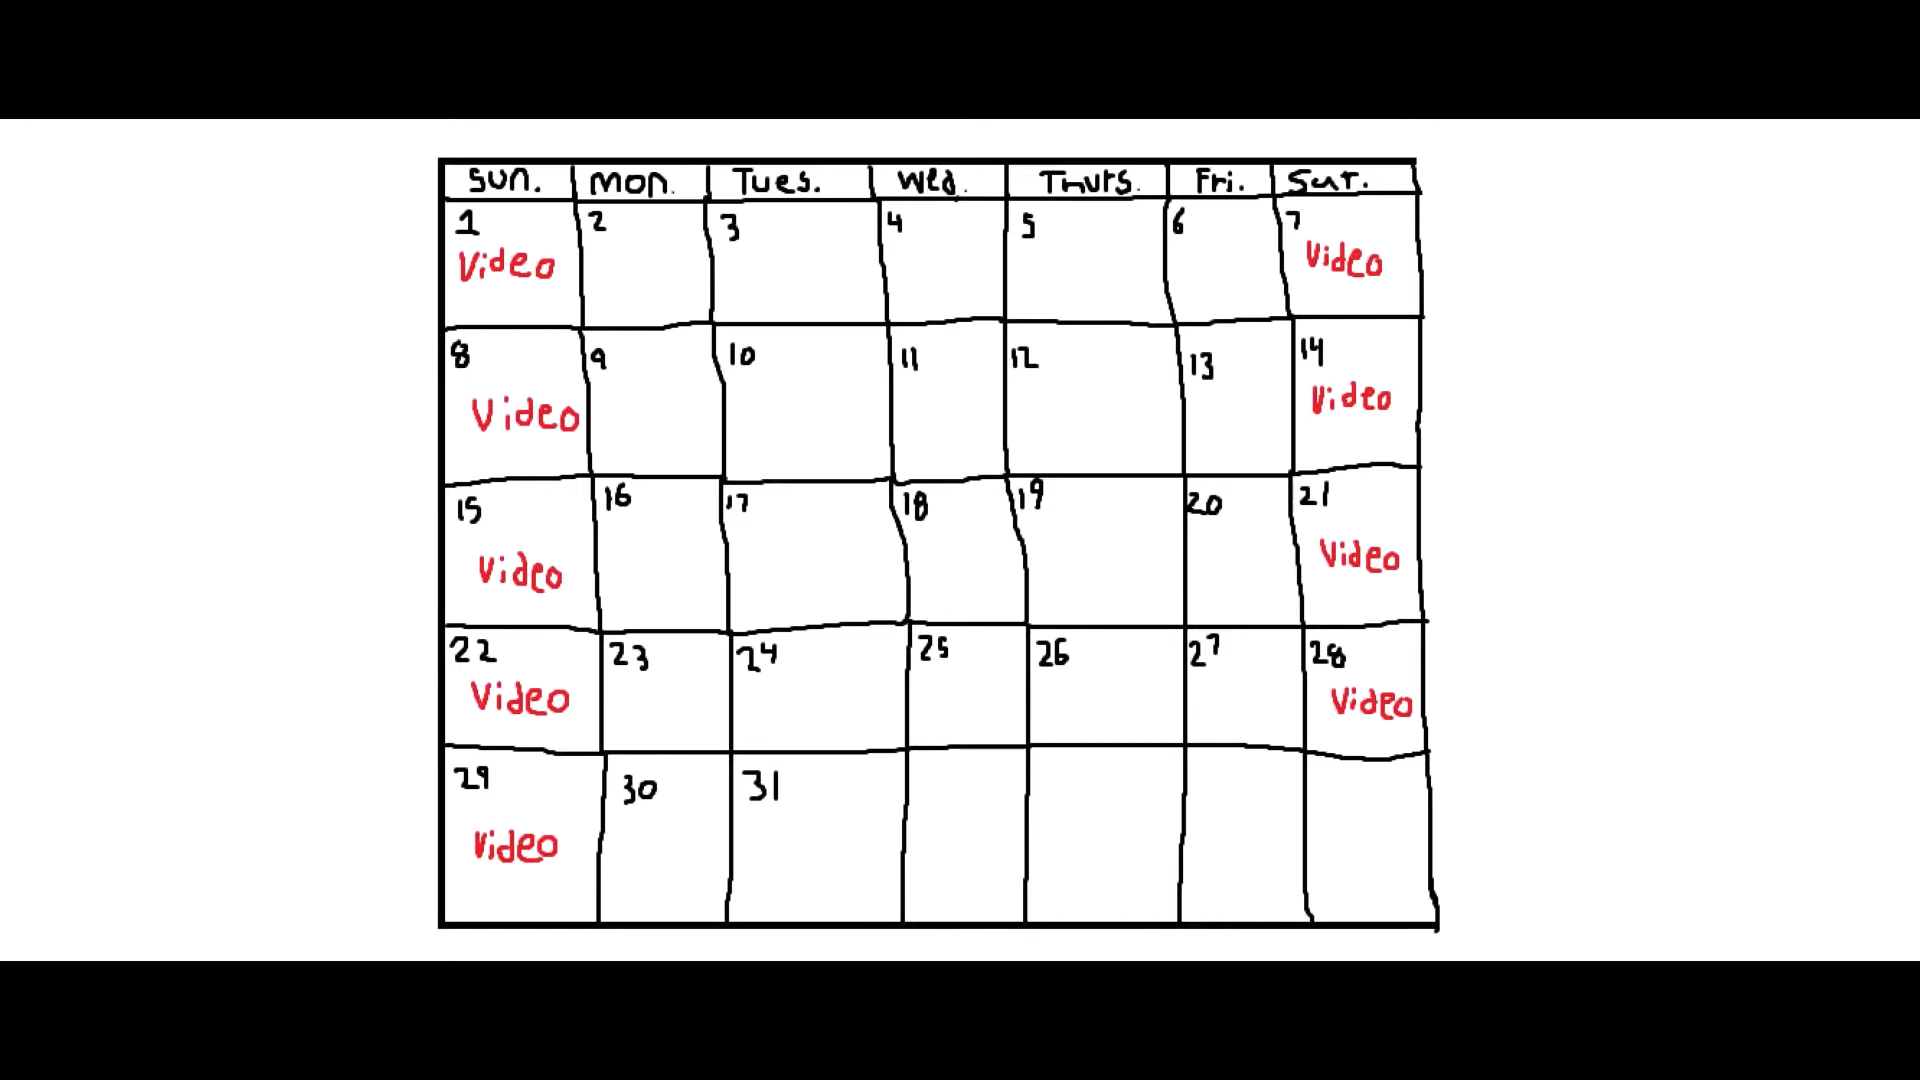 Sun. Mon. Tues. Wed. Thurs. Fri. Sat.
1 2 3 4 5 6 7
Video Video
8 9 10 11 12 13 14
Video Video
15 16 17 18 19 20 21
Video Video
22 23 24 25 26 27 28
Video Video
29 30 31
Video